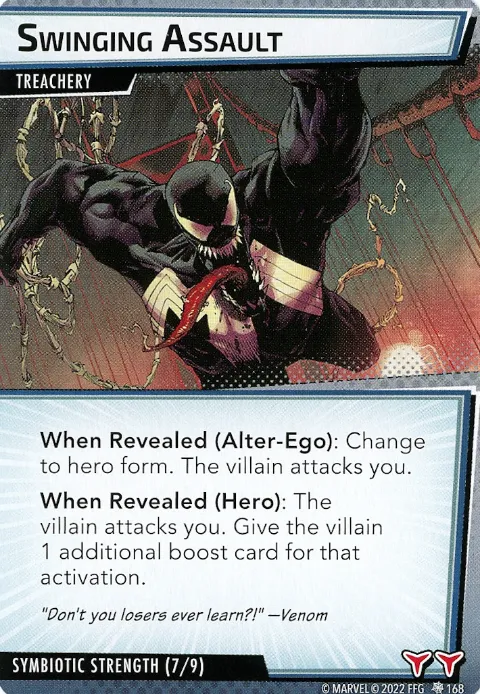 SWINGING ASSAULT
TREACHERY
When Revealed (Alter-Ego): Change
to hero form. The villain attacks you.
When Revealed (Hero): The
villain attacks you. Give the villain
1 additional boost card for that
activation.
"Don't you losers ever learn?!" —Venom
SYMBIOTIC STRENGTH (7/9)
© MARVEL © 2022 FFG 168